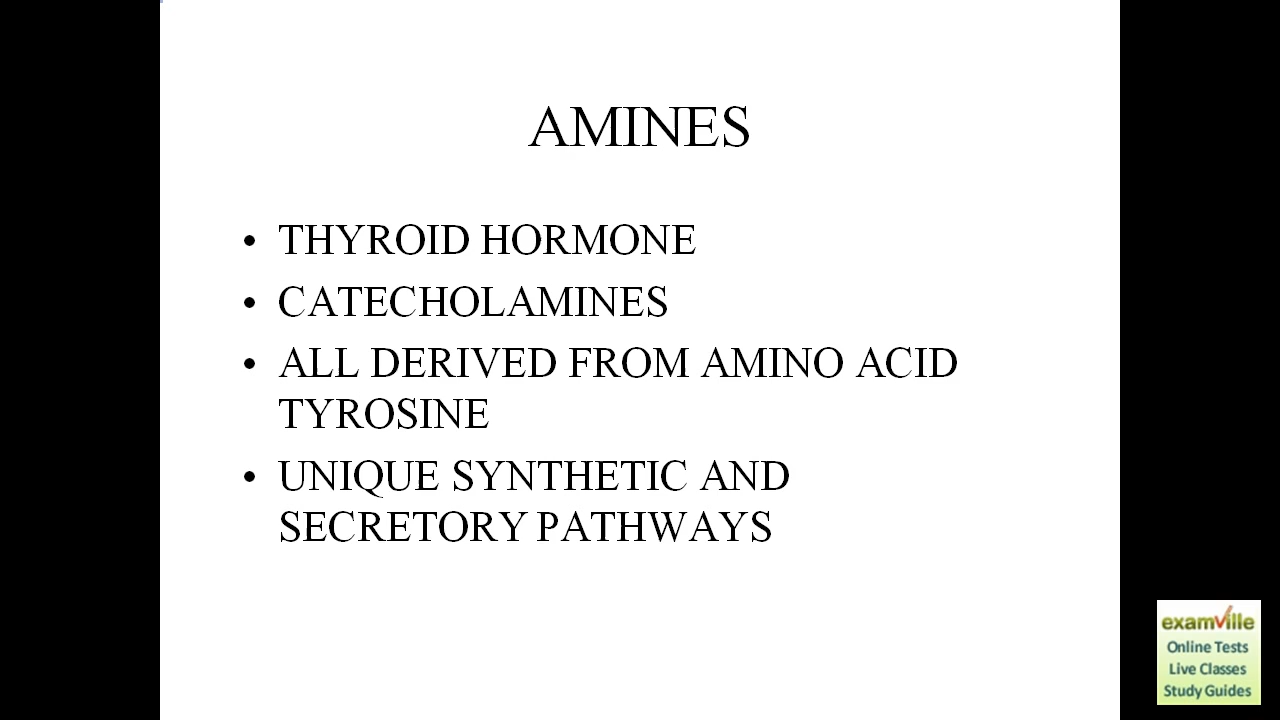 AMINES
• THYROID HORMONE
• CATECHOLAMINES
• ALL DERIVED FROM AMINO ACID
TYROSINE
• UNIQUE SYNTHETIC AND
SECRETORY PATHWAYS
examville
Online Tests
Live Classes
Study Guides